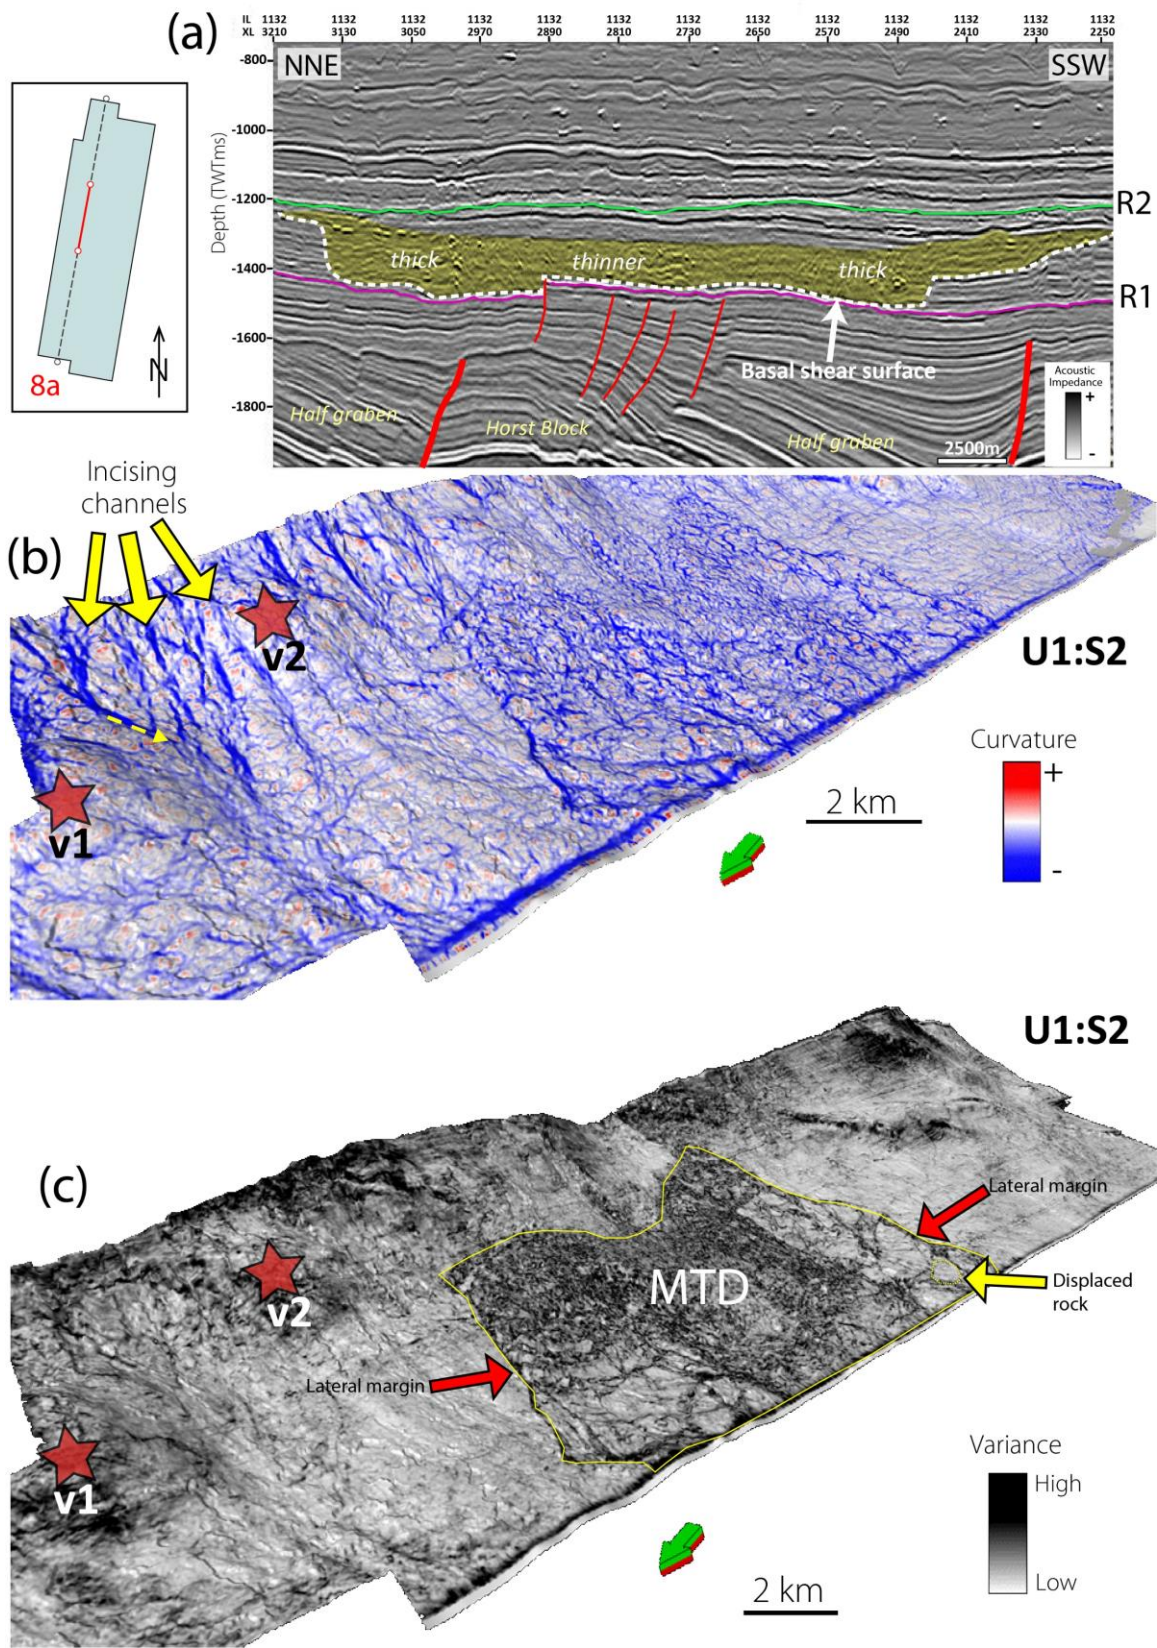 (a)
IL 1132 1132 1132 1132 1132 1132 1132 1132 1132 1132 1132 1132 1132
XL 3210 3130 3050 2970 2890 2810 2730 2650 2570 2490 2410 2330 2250
NNE
SSW
Depth (TWTms)
-800
-1000
-1200
-1400
-1600
-1800
R2
R1
thick
thinner
thick
Basal shear surface
Half graben
Horst Block
Half graben
2500m
Acoustic
Impedance
+
-
N
8a
Incising
channels
(b)
v2
v1
U1:S2
Curvature
+
-
2 km
U1:S2
(c)
Lateral margin
MTD
Displaced
rock
v2
Lateral margin
v1
Variance
High
Low
2 km